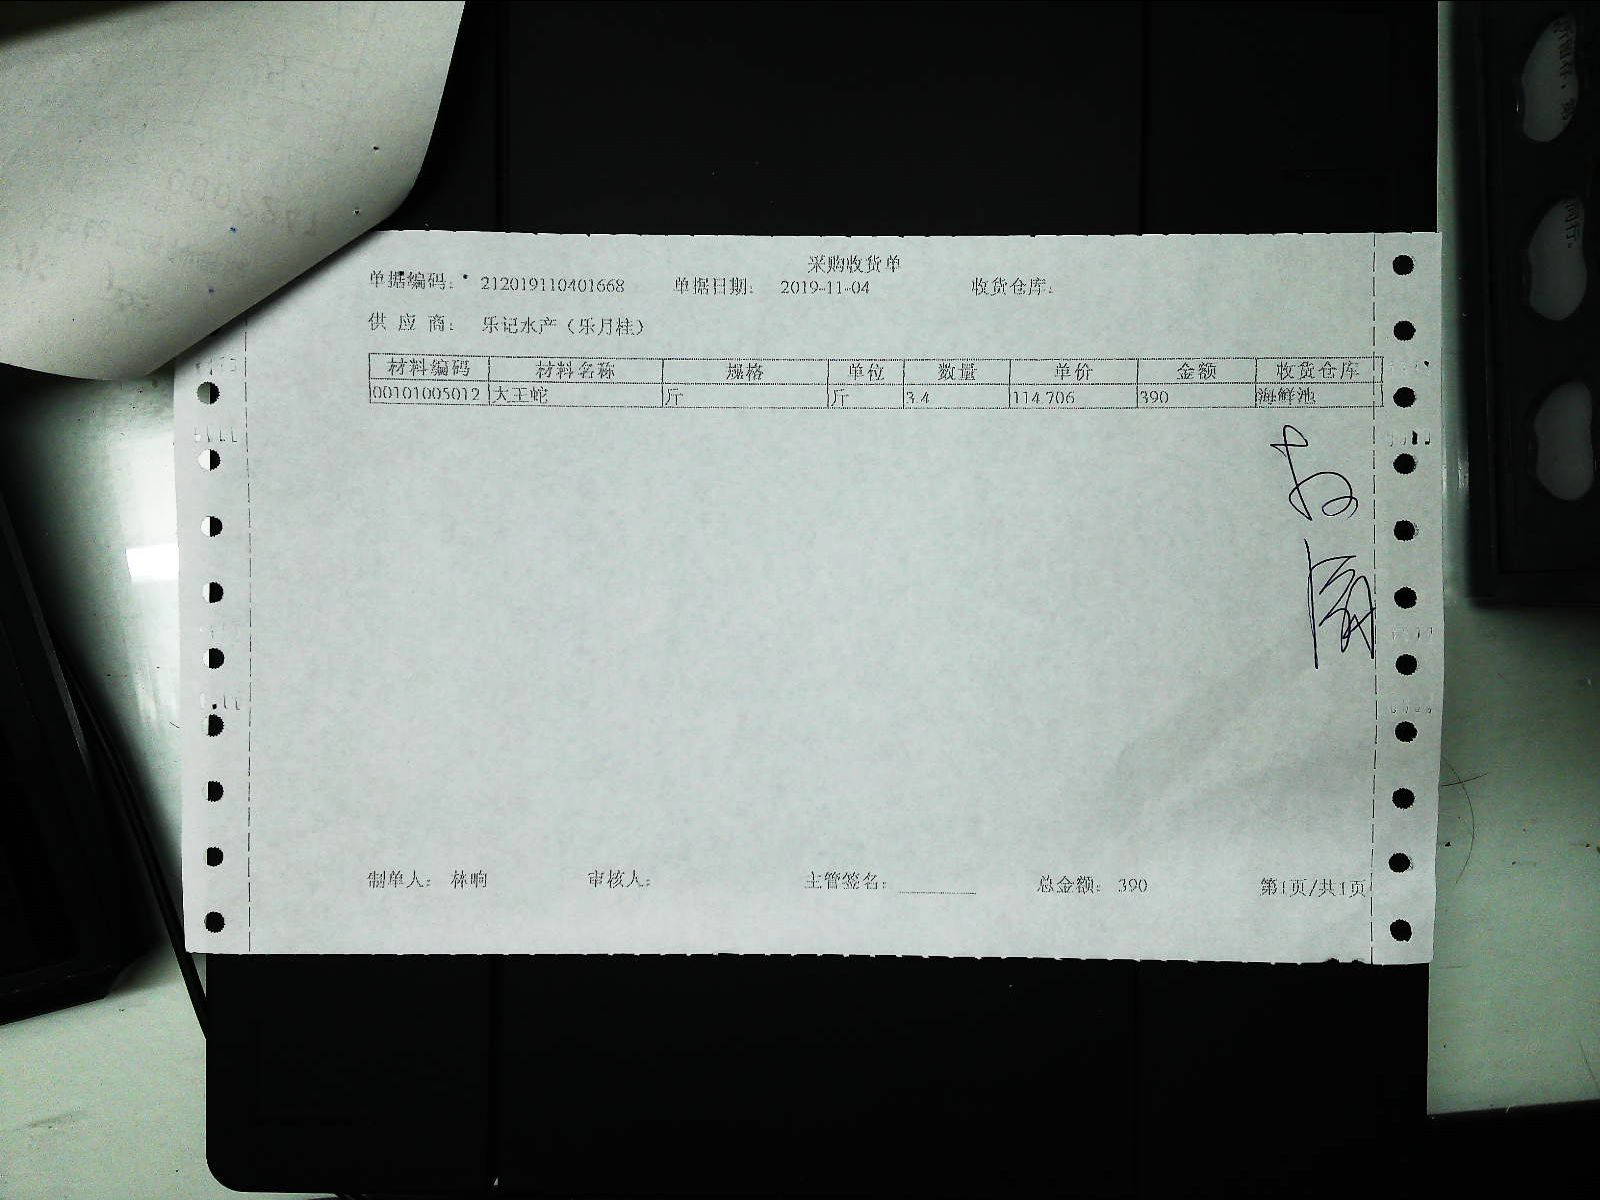 采购收货单
单据编码： 212019110401668 单据日期： 2019-11-04 收货仓库：
供 应 商： 乐记水产（乐月桂）
材料编码 材料名称 规格 单位 数量 单价 金额 收货仓库
00101005012 大王蛇 斤 斤 3.4 114.706 390 海鲜池
制单人： 林晌 审核人： 主管签名： 总金额： 390 第1页/共1页